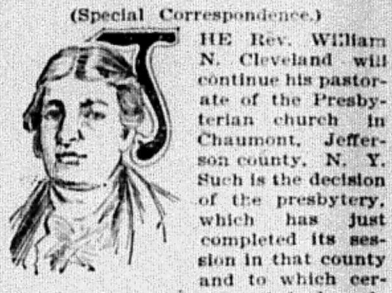 (Special Correspondence.)
THE Rev. William
N. Cleveland will
continue his pastor-
ate of the Presby-
terian church in
Chaumont, Jeffer-
son county, N. Y.
Such is the decision
of the presbytery,
which has just
completed its ses-
sion in that county
and to which cer-